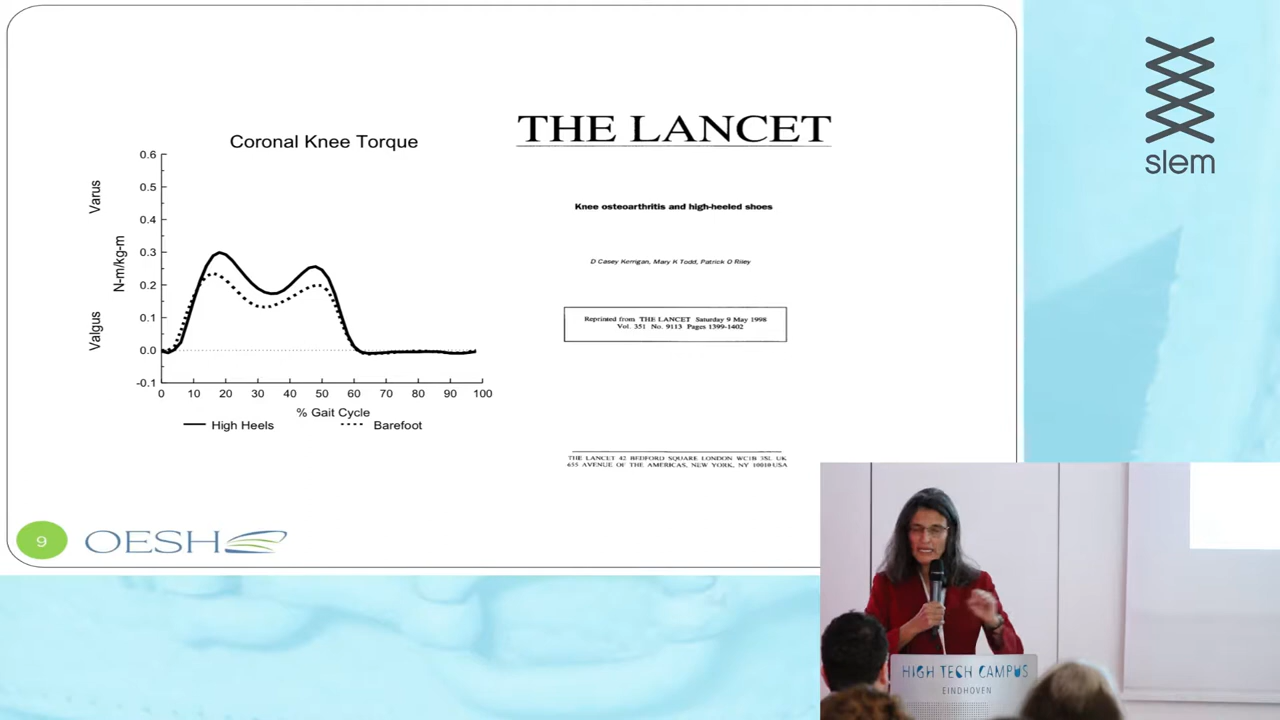 Coronal Knee Torque
0.6
0.5
0.4
0.3
0.2
0.1
0.0
-0.1
Varus
N-m/kg-m
Valgus
0 10 20 30 40 50 60 70 80 90 100
% Gait Cycle
High Heels Barefoot
THE LANCET
Knee osteoarthritis and high-heeled shoes
D Casey Kerrigan, Mary K Todd, Patrick O Riley
Reprinted from THE LANCET Saturday 9 May 1998
Vol. 351 No. 9113 Pages 1399-1402
THE LANCET 42 BEDFORD SQUARE LONDON WC1B 3SL UK
655 AVENUE OF THE AMERICAS, NEW YORK, NY 10010 USA
9
OESH
slem
HIGH TECH CAMPUS
EINDHOVEN